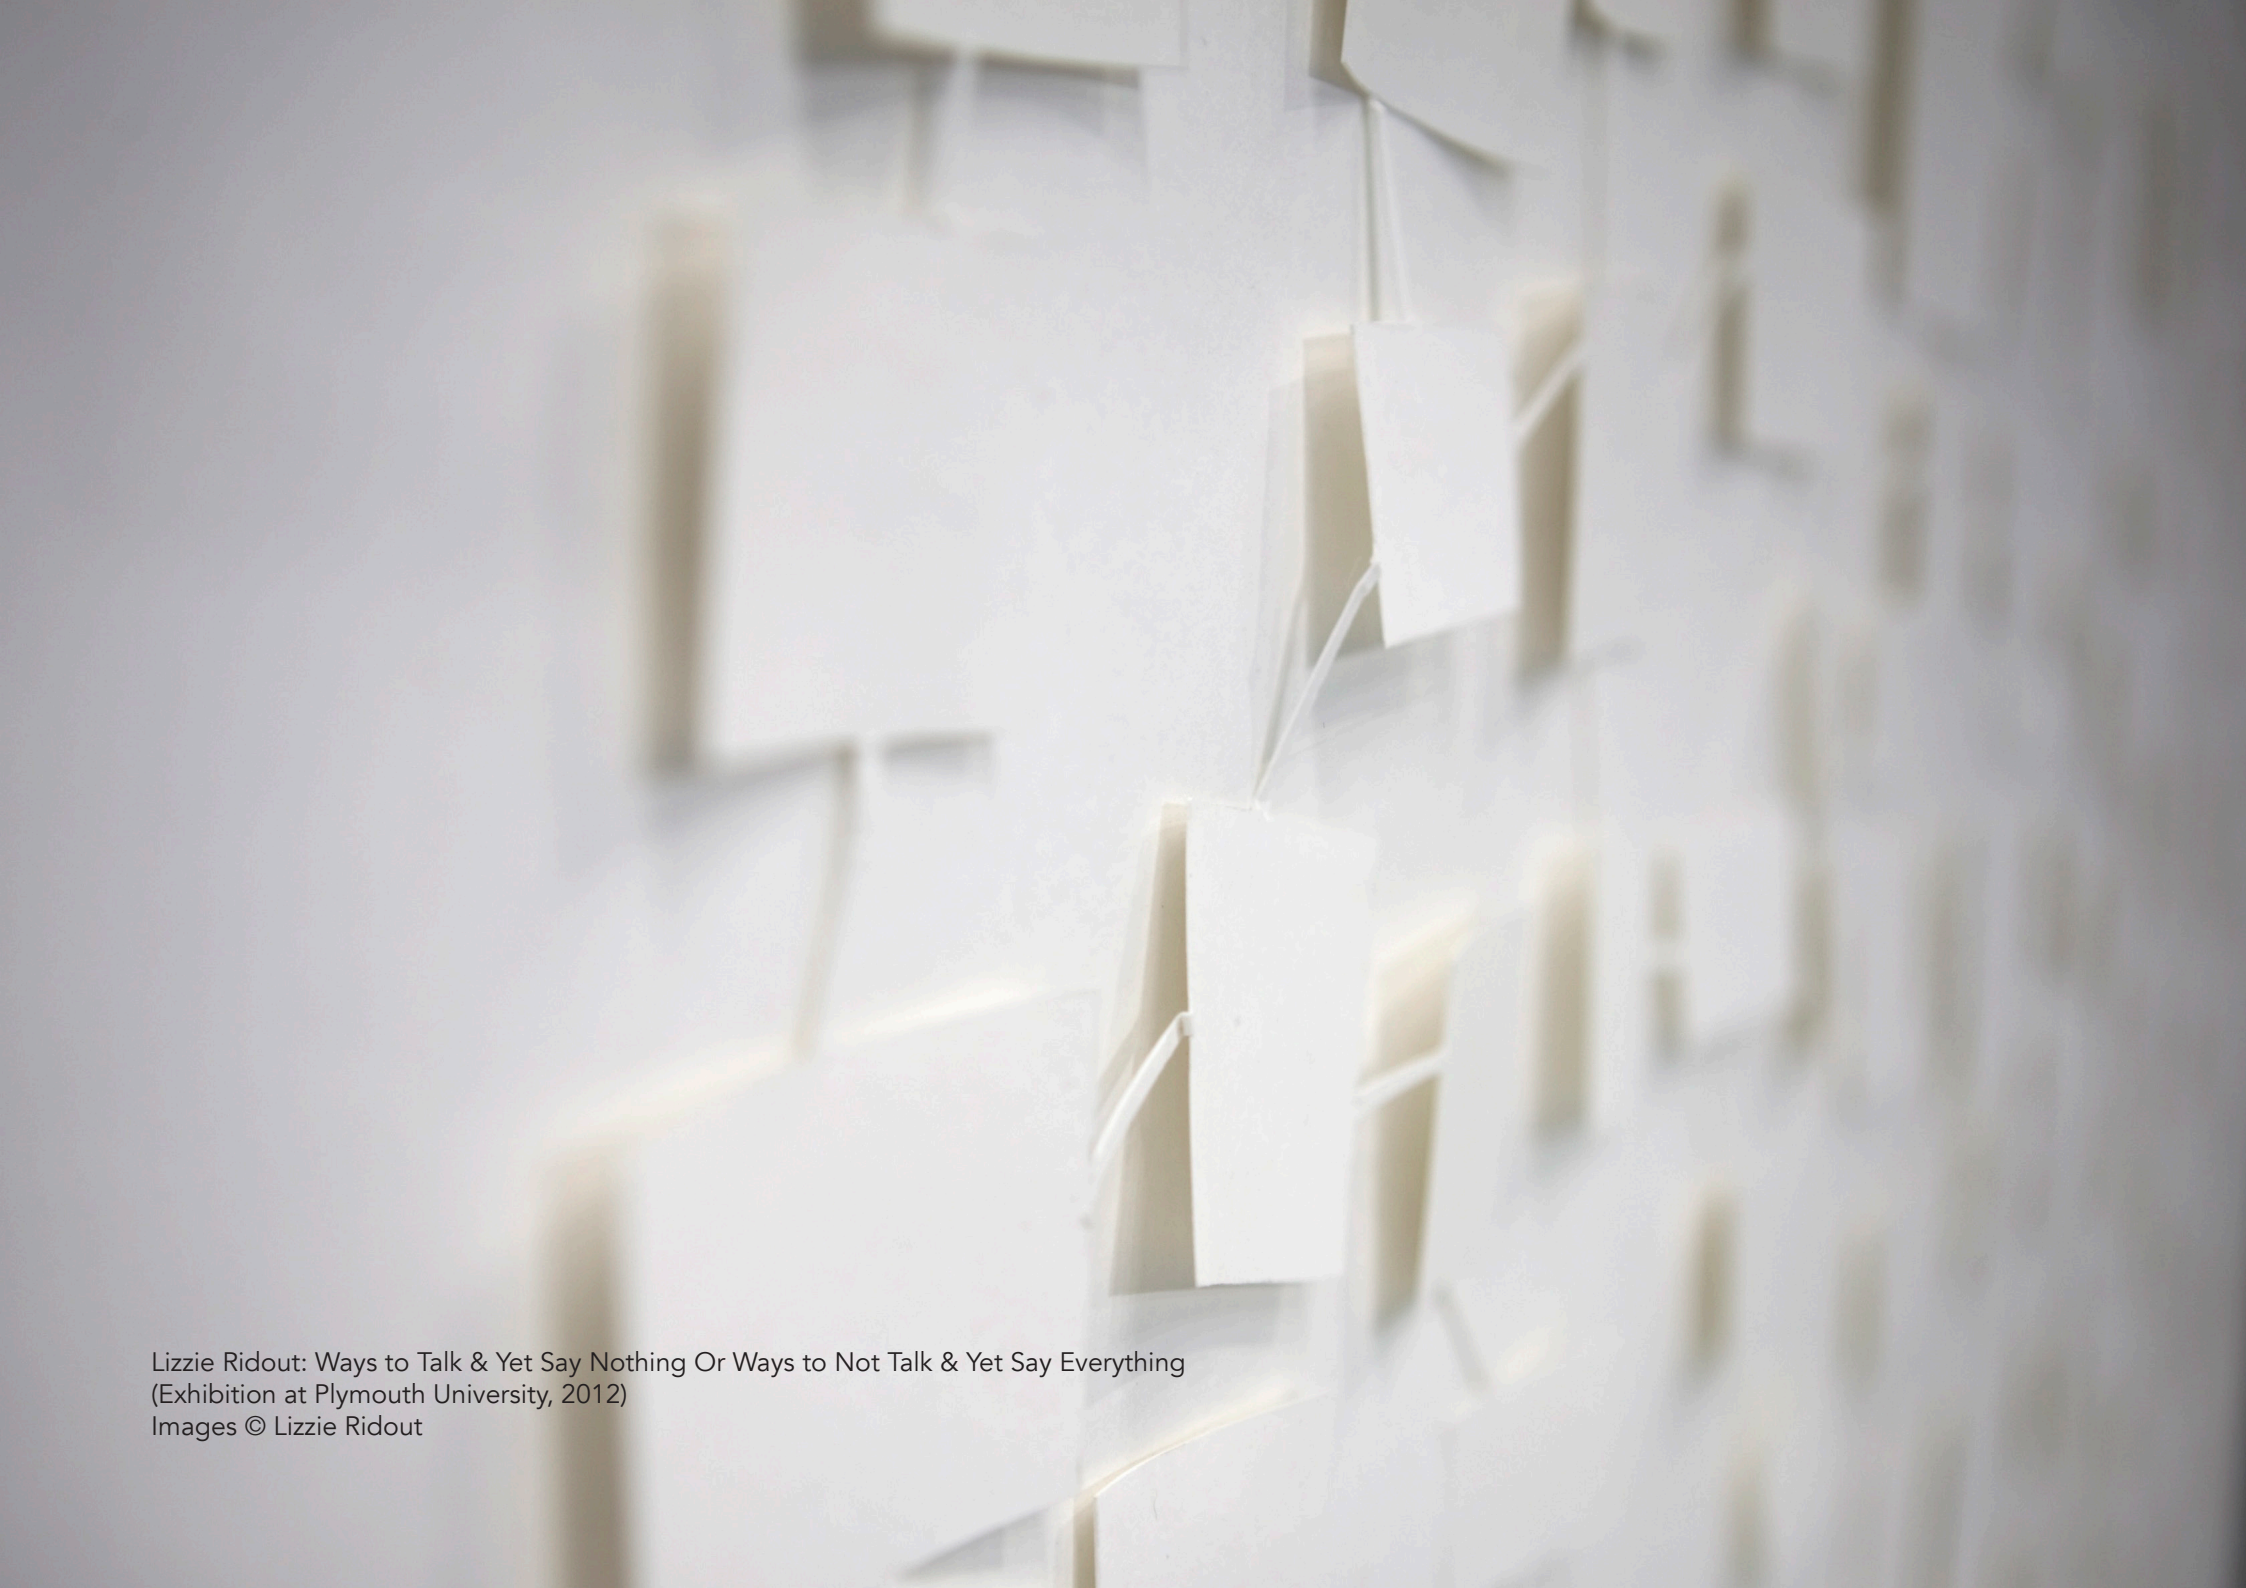 Lizzie Ridout: Ways to Talk & Yet Say Nothing Or Ways to Not Talk & Yet Say Everything
(Exhibition at Plymouth University, 2012)
Images © Lizzie Ridout